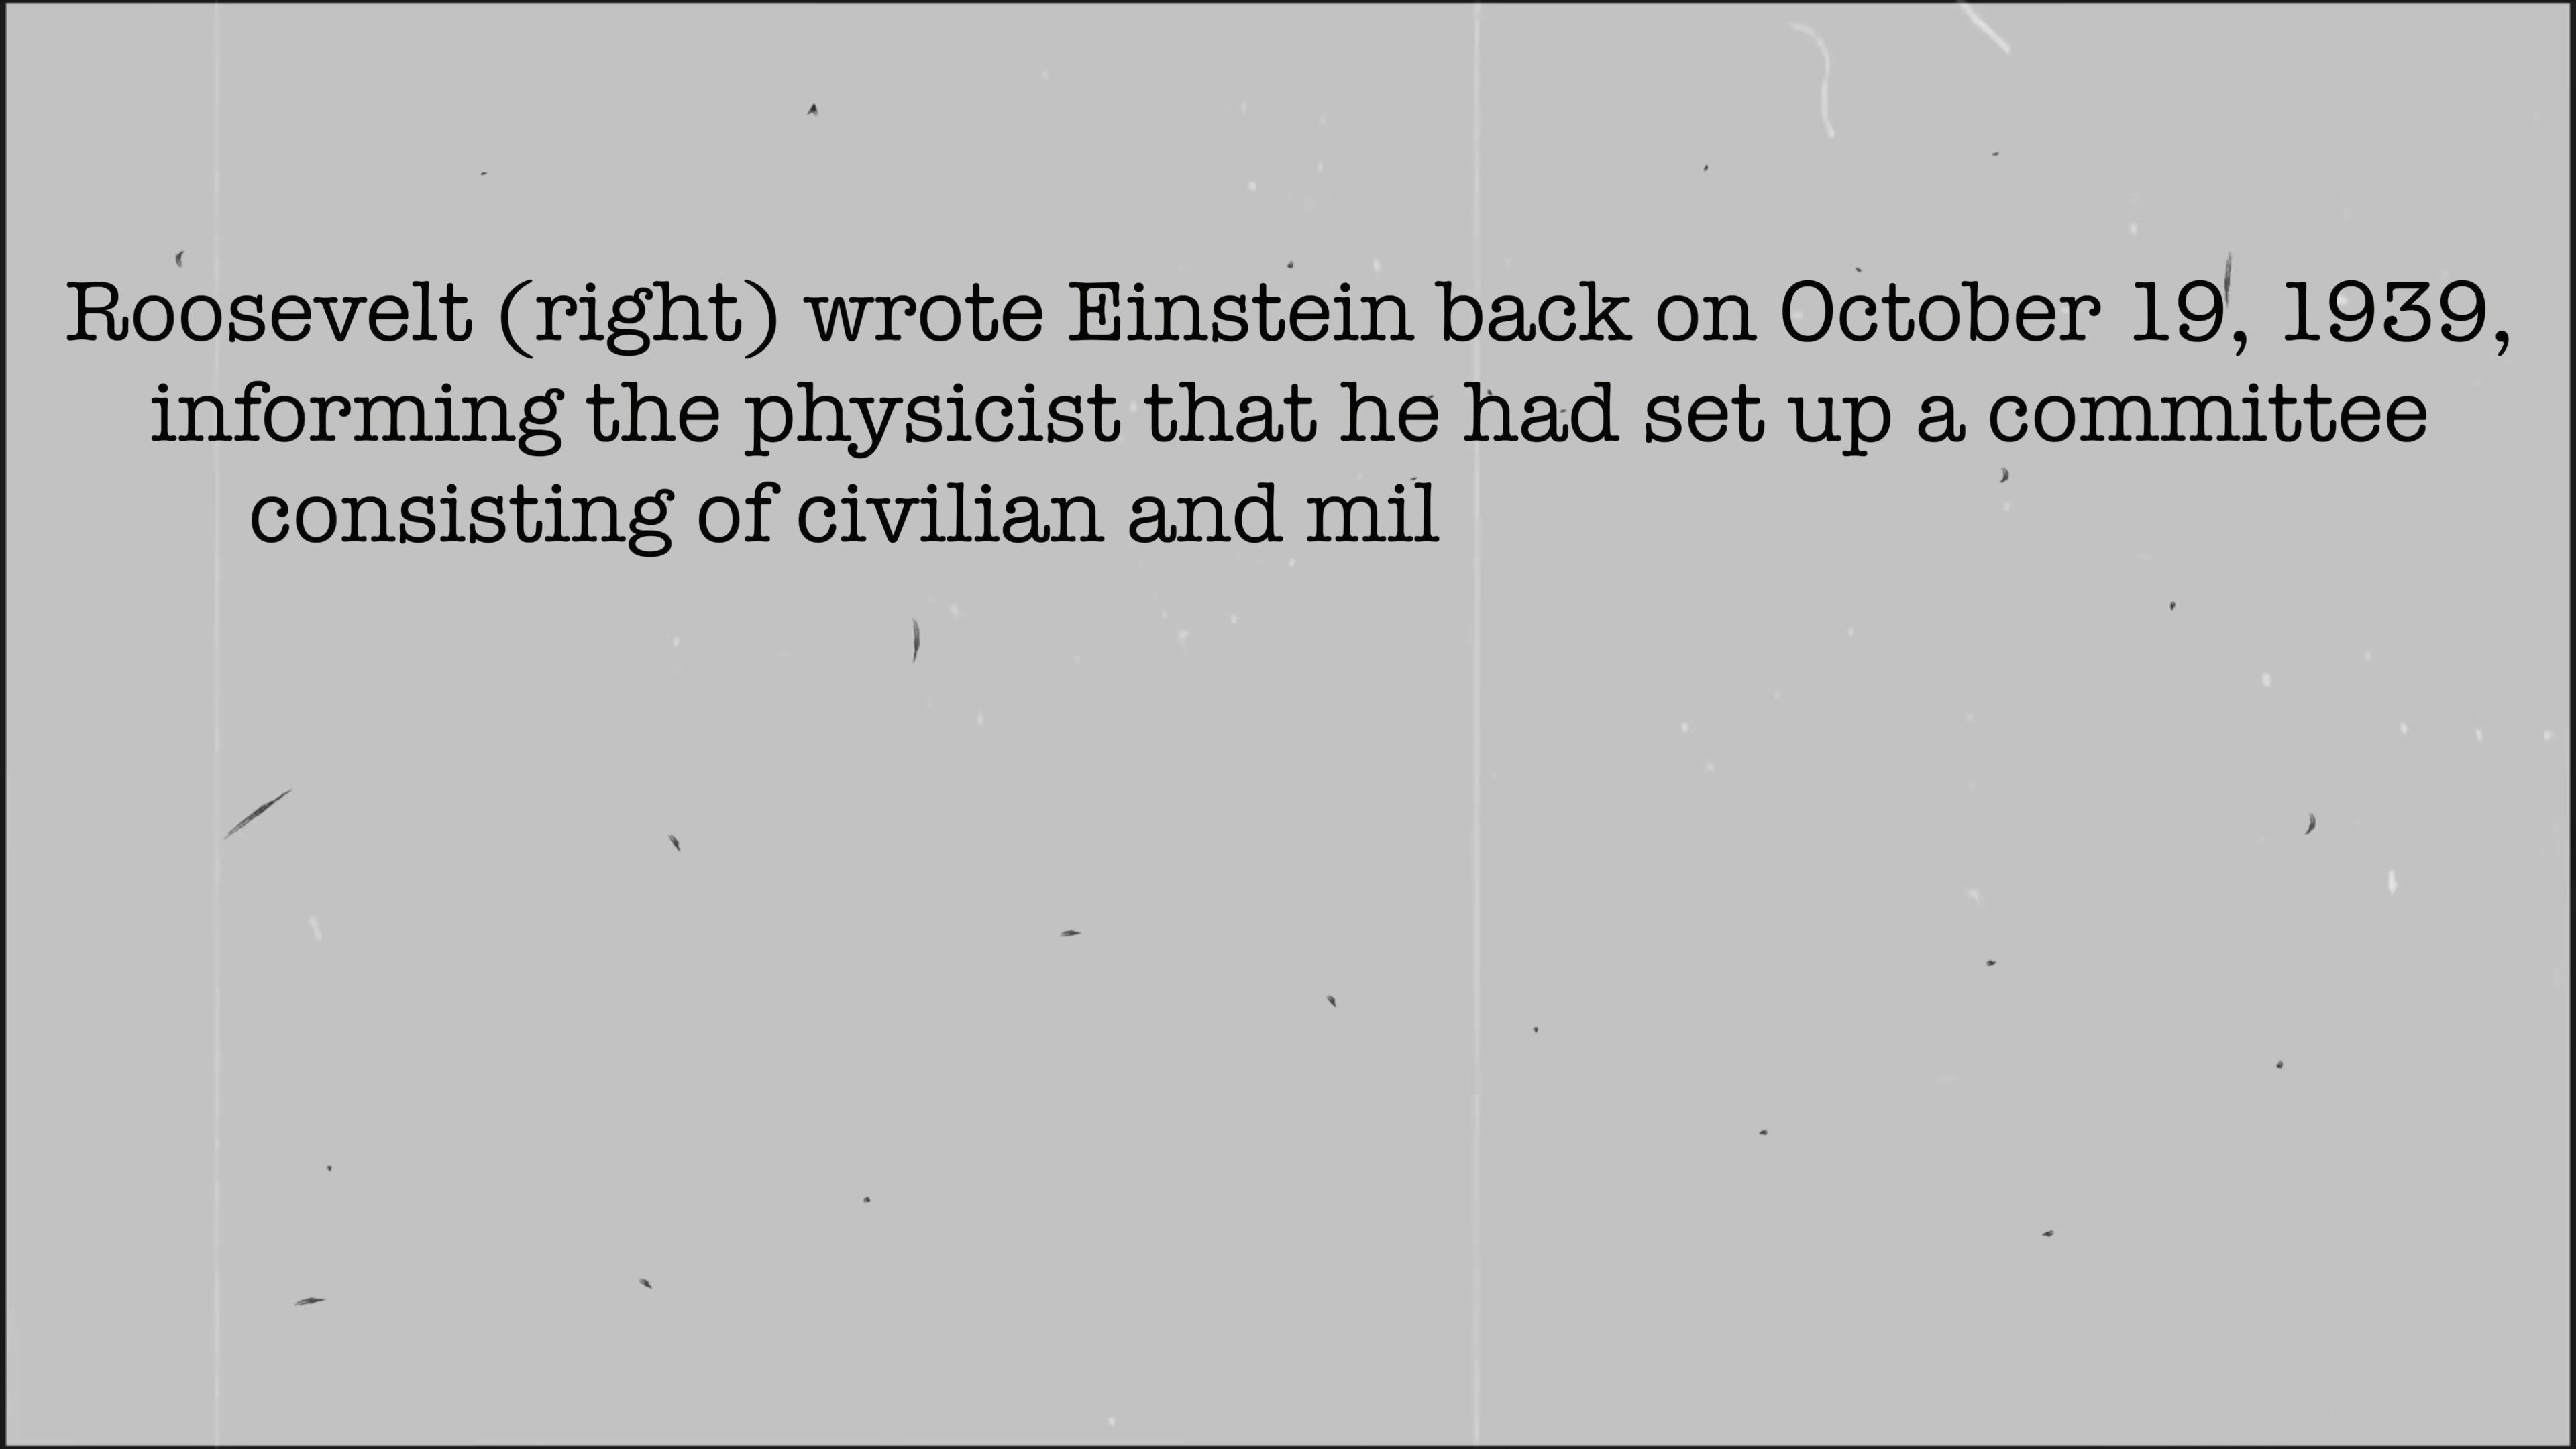 Roosevelt (right) wrote Einstein back on October 19, 1939,
informing the physicist that he had set up a committee
consisting of civilian and mil